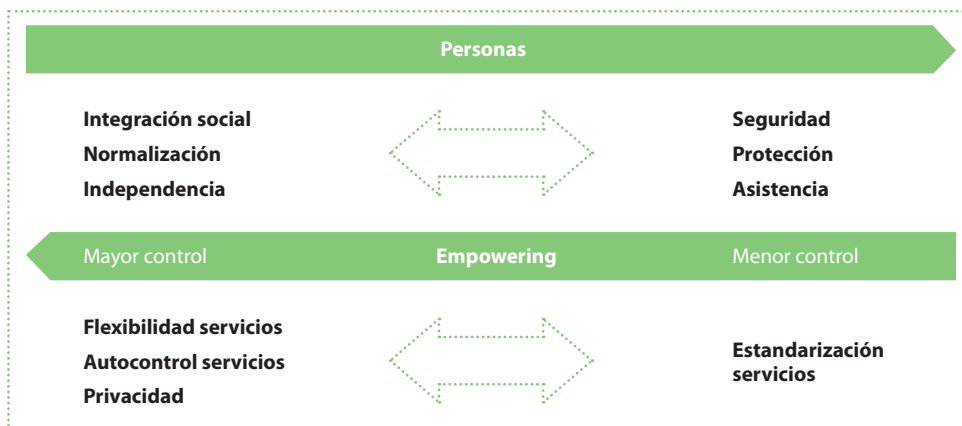 Personas
Integración social
Normalización
Independencia
Seguridad
Protección
Asistencia
Mayor control Empowering Menor control
Flexibilidad servicios
Autocontrol servicios
Privacidad
Estandarización
servicios